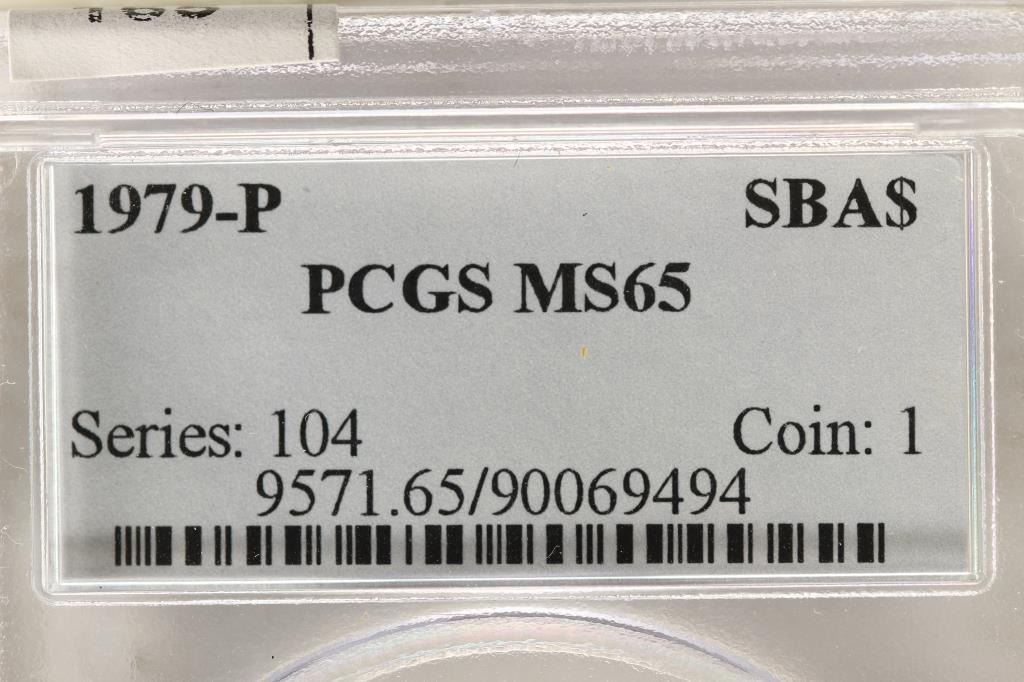 1979-P SBA$
PCGS MS65
Series: 104 Coin: 1
9571.65/90069494